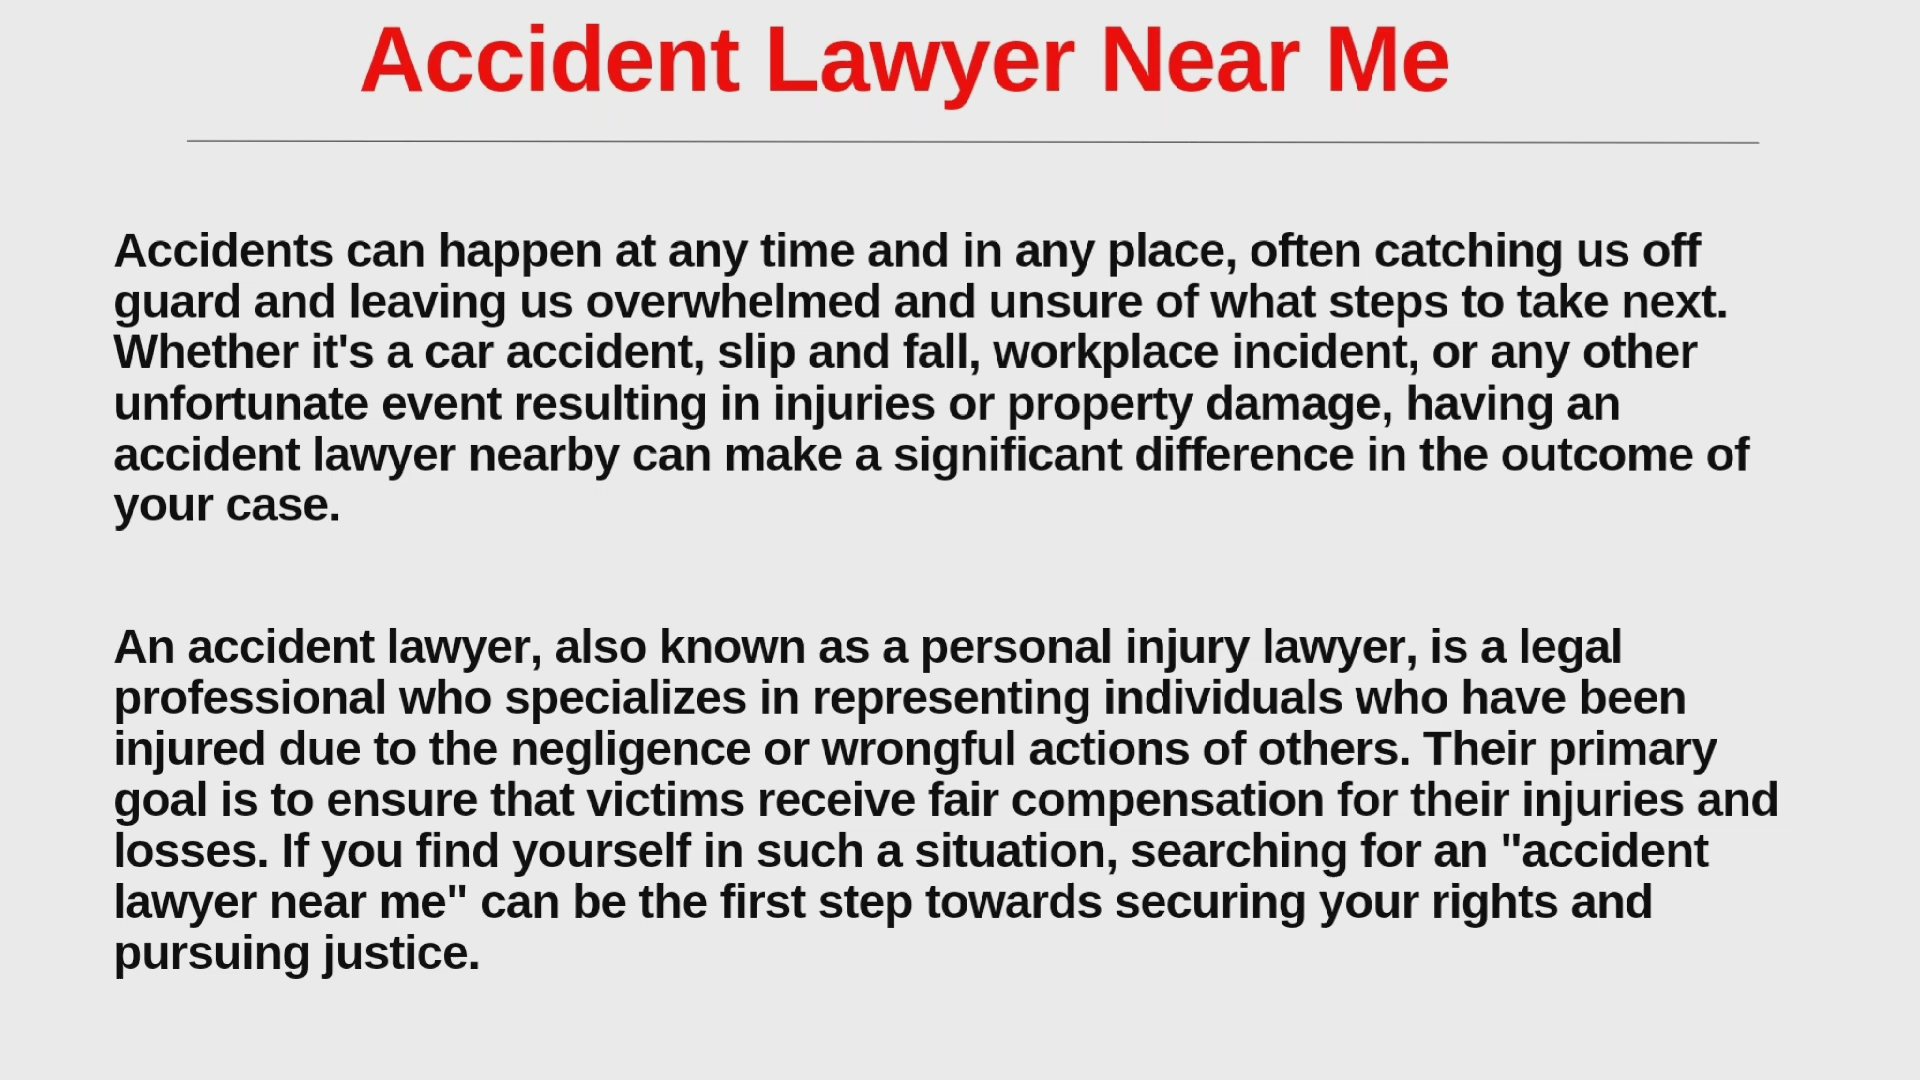 Accident Lawyer Near Me
Accidents can happen at any time and in any place, often catching us off
guard and leaving us overwhelmed and unsure of what steps to take next.
Whether it's a car accident, slip and fall, workplace incident, or any other
unfortunate event resulting in injuries or property damage, having an
accident lawyer nearby can make a significant difference in the outcome of
your case.
An accident lawyer, also known as a personal injury lawyer, is a legal
professional who specializes in representing individuals who have been
injured due to the negligence or wrongful actions of others. Their primary
goal is to ensure that victims receive fair compensation for their injuries and
losses. If you find yourself in such a situation, searching for an "accident
lawyer near me" can be the first step towards securing your rights and
pursuing justice.